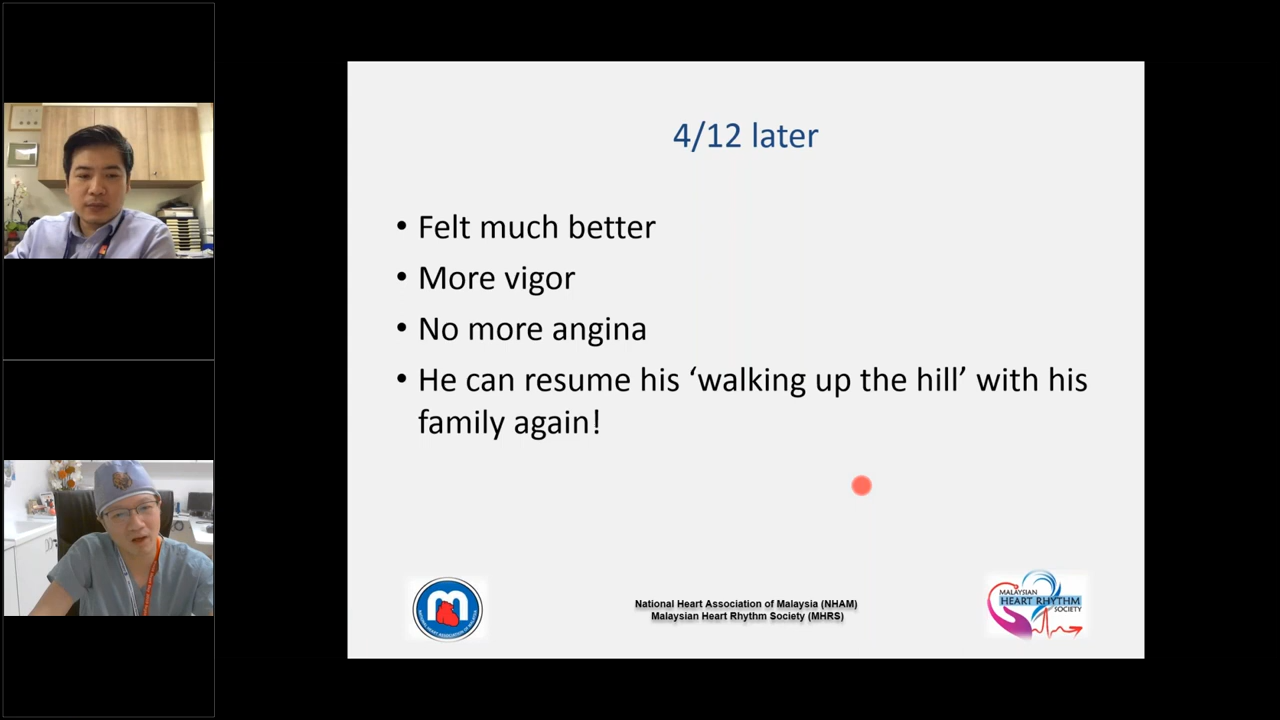 4/12 later
• Felt much better
• More vigor
• No more angina
• He can resume his ‘walking up the hill’ with his
family again!
National Heart Association of Malaysia (NHAM)
Malaysian Heart Rhythm Society (MHRS)
MALAYSIAN
HEART RHYTHM
SOCIETY